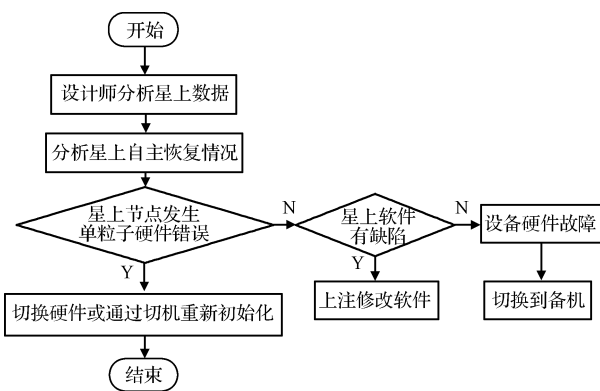 开始
设计师分析星上数据
分析星上自主恢复情况
星上节点发生
单粒子硬件错误
N
星上软件
有缺陷
N
设备硬件故障
Y
Y
切换硬件或通过切机重新初始化
上注修改软件
切换到备机
结束